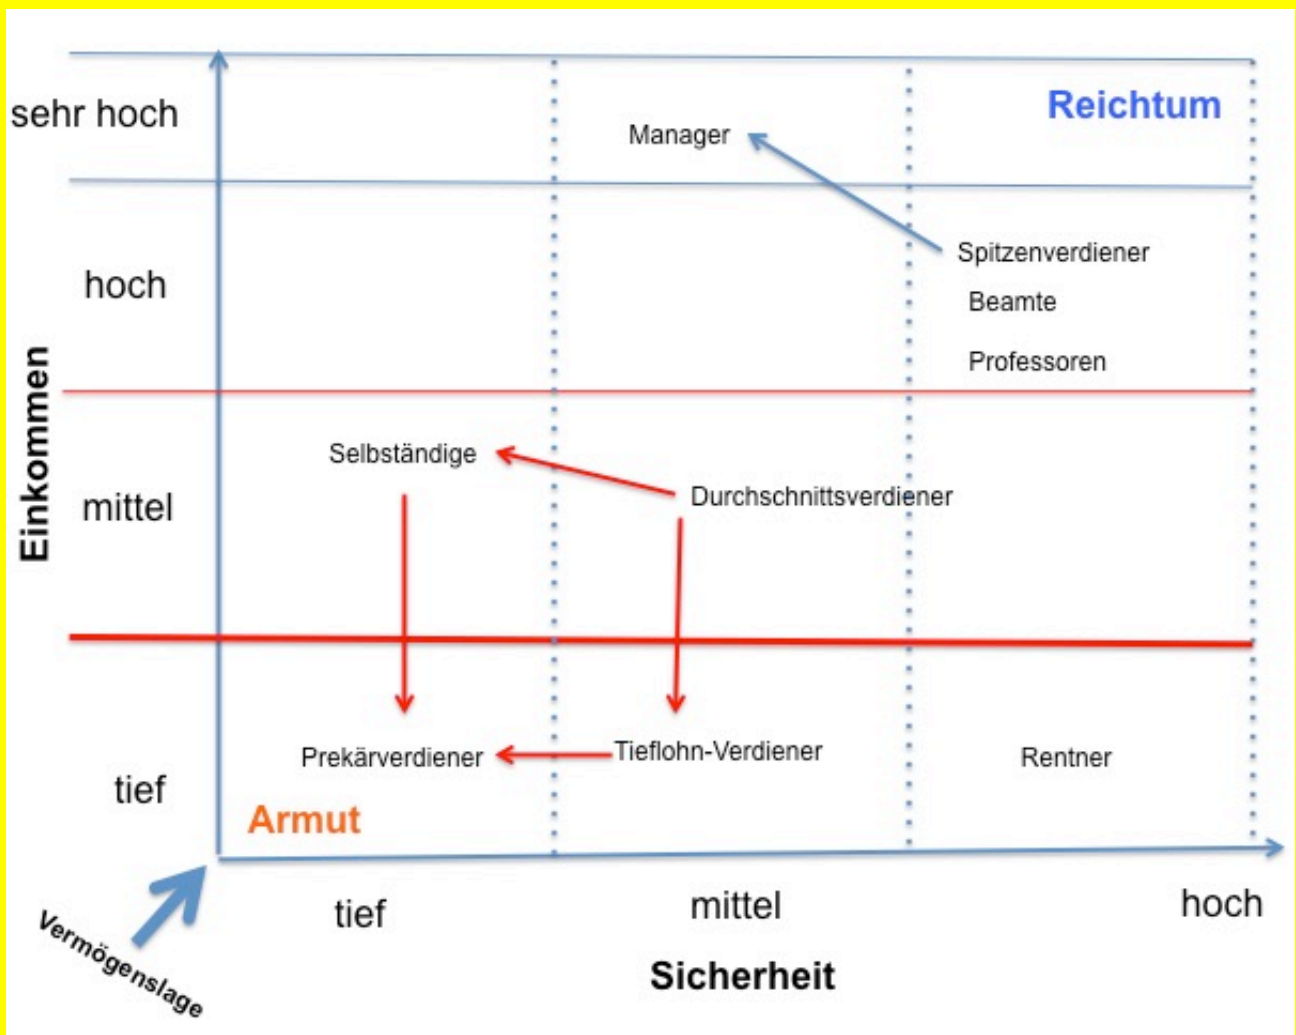 Reichtum
sehr hoch
Manager
Spitzenverdiener
hoch
Beamte
Professoren
Einkommen
Selbständige
Durchschnittsverdiener
mittel
Prekärverdiener
Tieflohn-Verdiener
Rentner
tief
Armut
tief
mittel
hoch
Vermögenslage
Sicherheit